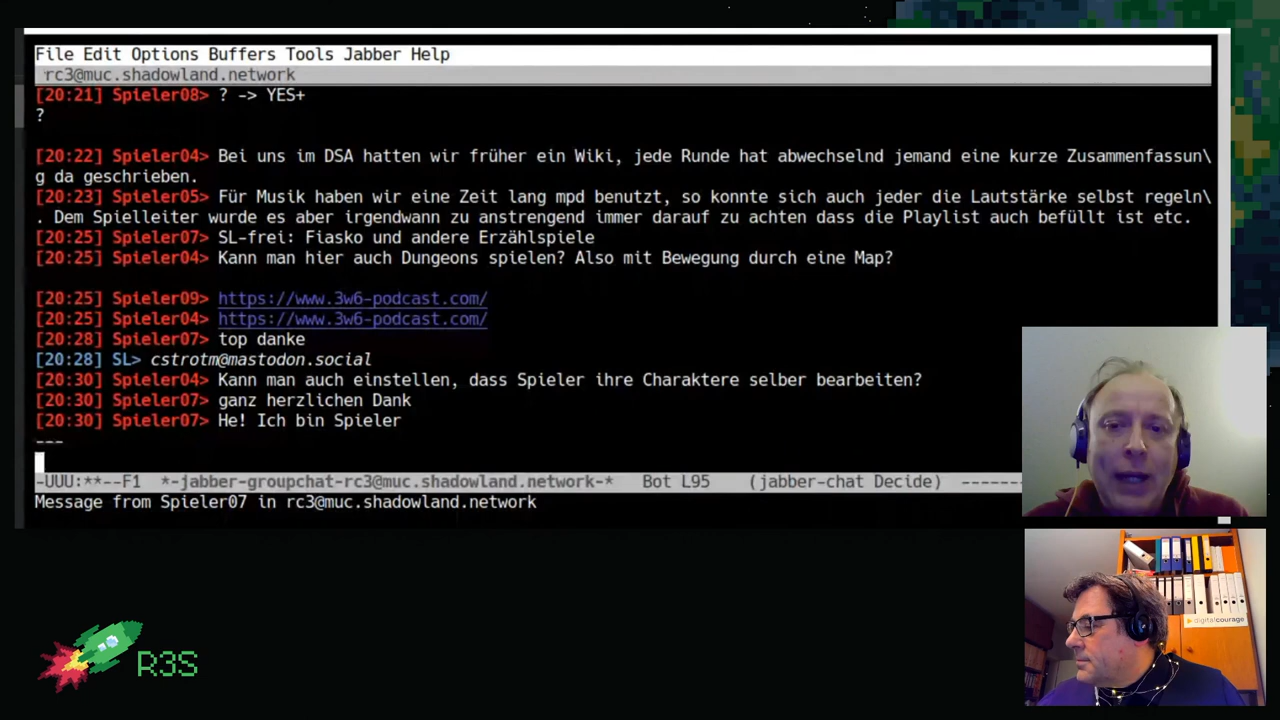 File Edit Options Buffers Tools Jabber Help
rc3@muc.shadowland.network
[20:21] Spieler08> ? -> YES+
?
[20:22] Spieler04> Bei uns im DSA hatten wir früher ein Wiki, jede Runde hat abwechselnd jemand eine kurze Zusammenfassun\
g da geschrieben.
[20:23] Spieler05> Für Musik haben wir eine Zeit lang mpd benutzt, so konnte sich auch jeder die Lautstärke selbst regeln\
. Dem Spielleiter wurde es aber irgendwann zu anstrengend immer darauf zu achten dass die Playlist auch befüllt ist etc.
[20:25] Spieler07> SL-frei: Fiasko und andere Erzählspiele
[20:25] Spieler04> Kann man hier auch Dungeons spielen? Also mit Bewegung durch eine Map?
[20:25] Spieler09> https://www.3w6-podcast.com/
[20:25] Spieler04> https://www.3w6-podcast.com/
[20:28] Spieler07> top danke
[20:28] SL> cstrotm@mastodon.social
[20:30] Spieler04> Kann man auch einstellen, dass Spieler ihre Charaktere selber bearbeiten?
[20:30] Spieler07> ganz herzlichen Dank
[20:30] Spieler07> He! Ich bin Spieler
---
-UUU:**--F1 *-jabber-groupchat-rc3@muc.shadowland.network-* Bot L95 (jabber-chat Decide) -------
Message from Spieler07 in rc3@muc.shadowland.network
digitalcourage
R3S